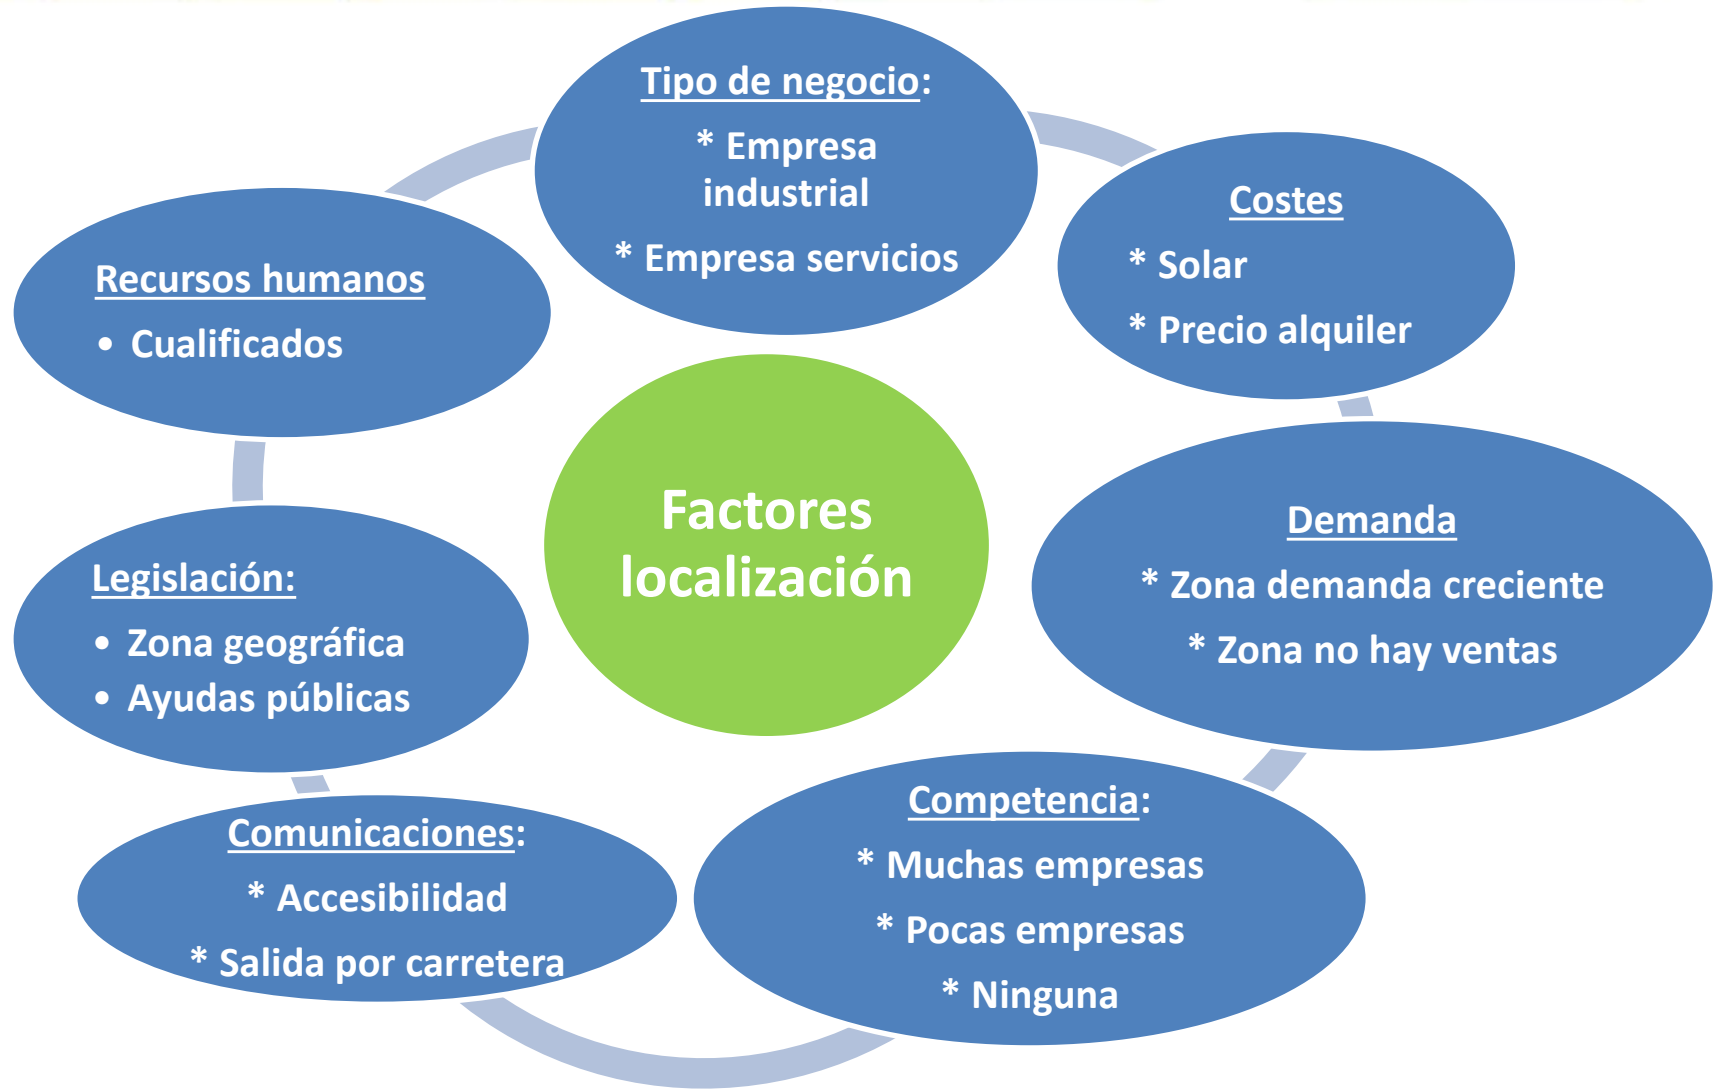 Tipo de negocio:
* Empresa
industrial
* Empresa servicios
Costes
* Solar
* Precio alquiler
Demanda
* Zona demanda creciente
* Zona no hay ventas
Competencia:
* Muchas empresas
* Pocas empresas
* Ninguna
Comunicaciones:
* Accesibilidad
* Salida por carretera
Legislación:
• Zona geográfica
• Ayudas públicas
Recursos humanos
• Cualificados
Factores
localización